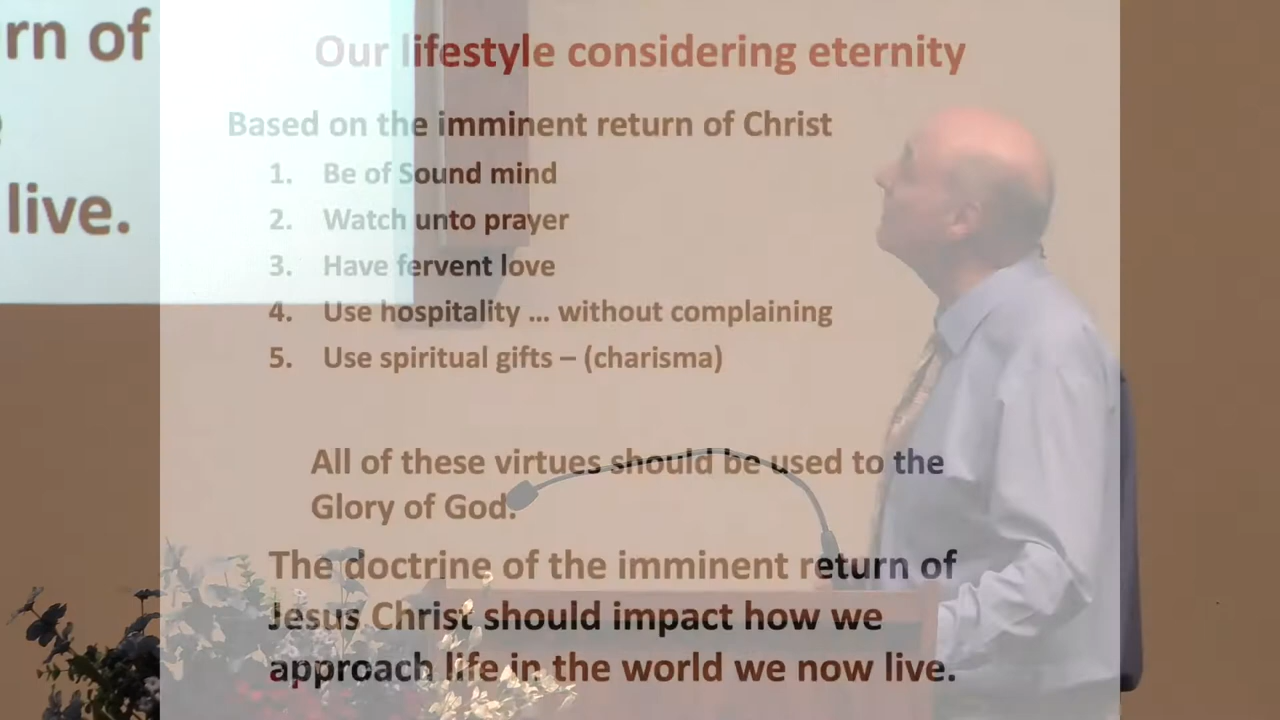 rn of
live.
Our lifestyle considering eternity
Based on the imminent return of Christ
1. Be of Sound mind
2. Watch unto prayer
3. Have fervent love
4. Use hospitality … without complaining
5. Use spiritual gifts – (charisma)
All of these virtues should be used to the
Glory of God.
The doctrine of the imminent return of
Jesus Christ should impact how we
approach life in the world we now live.